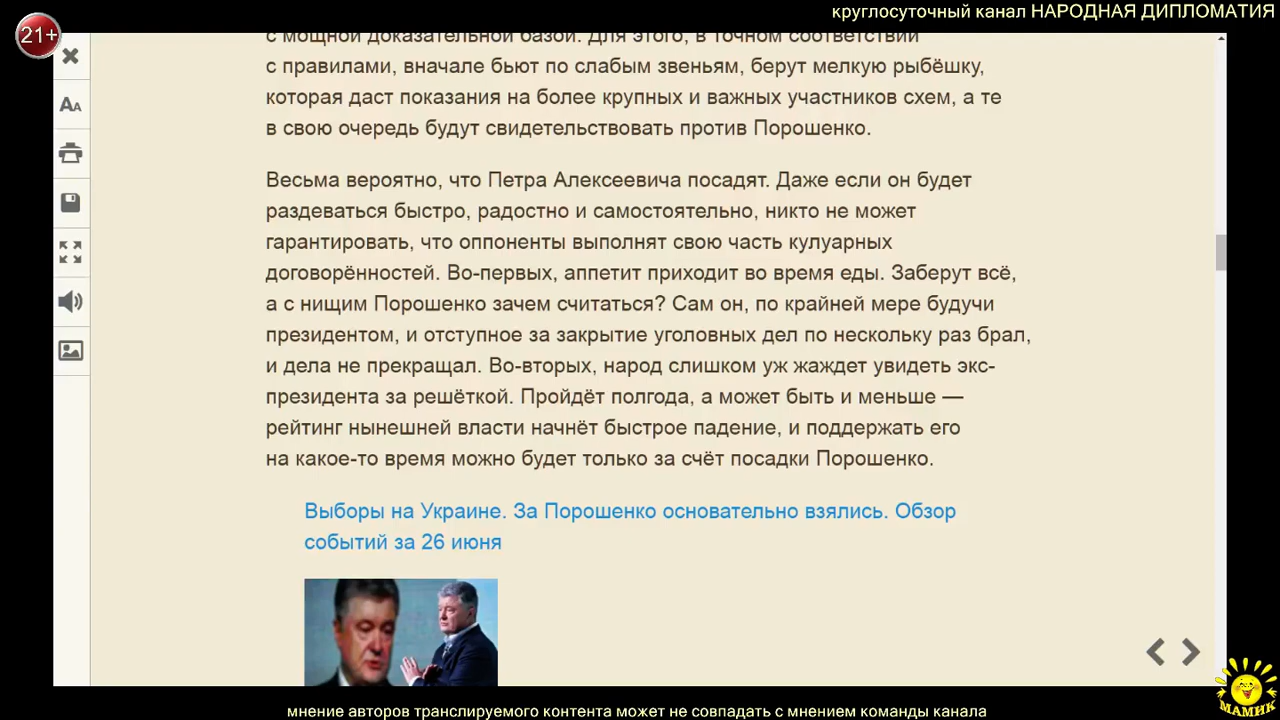 круглосуточный канал НАРОДНАЯ ДИПЛОМАТИЯ
21+
с мощной доказательной базой. Для этого, в точном соответствии
с правилами, вначале бьют по слабым звеньям, берут мелкую рыбёшку,
которая даст показания на более крупных и важных участников схем, а те
в свою очередь будут свидетельствовать против Порошенко.
Весьма вероятно, что Петра Алексеевича посадят. Даже если он будет
раздеваться быстро, радостно и самостоятельно, никто не может
гарантировать, что оппоненты выполнят свою часть кулуарных
договорённостей. Во-первых, аппетит приходит во время еды. Заберут всё,
а с нищим Порошенко зачем считаться? Сам он, по крайней мере будучи
президентом, и отступное за закрытие уголовных дел по нескольку раз брал,
и дела не прекращал. Во-вторых, народ слишком уж жаждет увидеть экс-
президента за решёткой. Пройдёт полгода, а может быть и меньше —
рейтинг нынешней власти начнёт быстрое падение, и поддержать его
на какое-то время можно будет только за счёт посадки Порошенко.
Выборы на Украине. За Порошенко основательно взялись. Обзор
событий за 26 июня
МАМИК
мнение авторов транслируемого контента может не совпадать с мнением команды канала